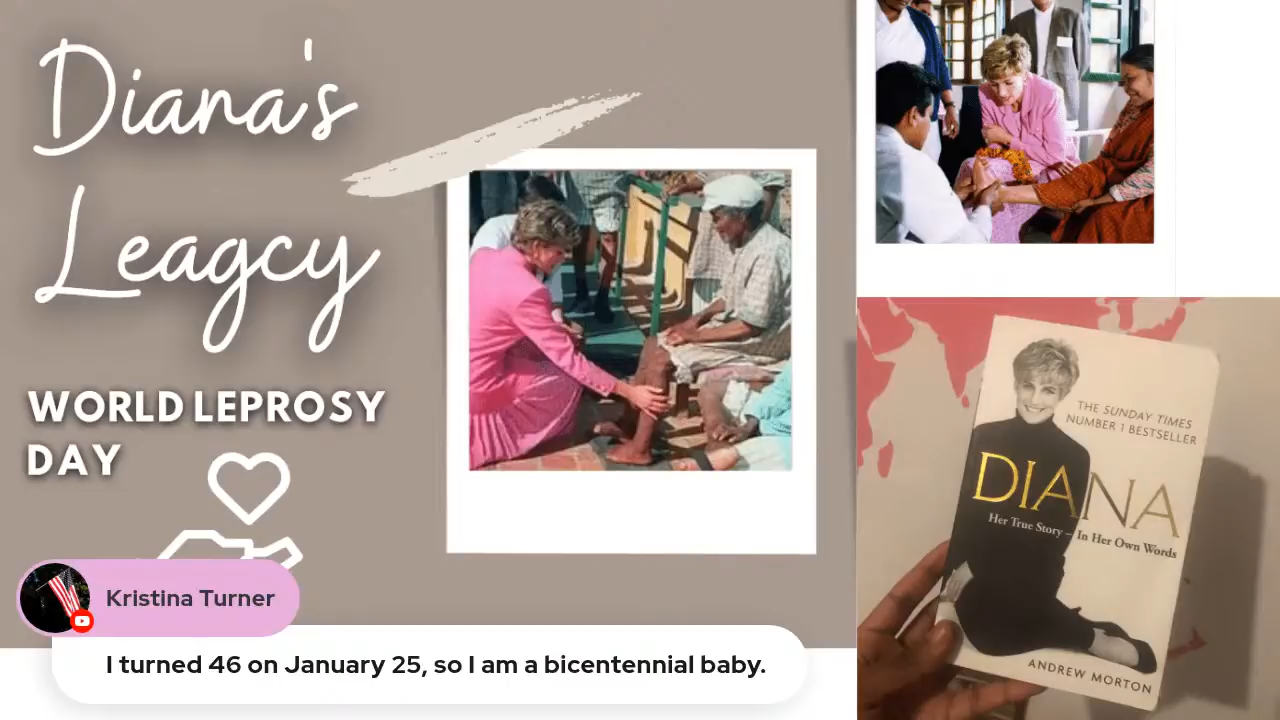 Diana's
Leagcy
WORLD LEPROSY
DAY
Kristina Turner
I turned 46 on January 25, so I am a bicentennial baby.
THE SUNDAY TIMES
NUMBER 1 BESTSELLER
DIANA
Her True Story – In Her Own Words
ANDREW MORTON